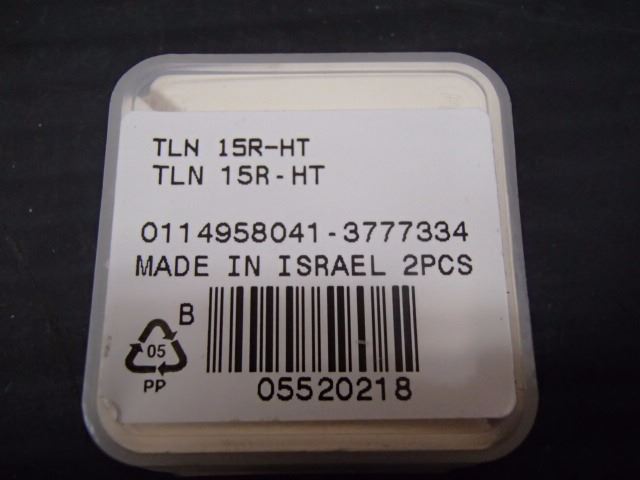 TLN 15R-HT
TLN 15R-HT
0114958041-3777334
MADE IN ISRAEL 2PCS
B
05
PP
05520218